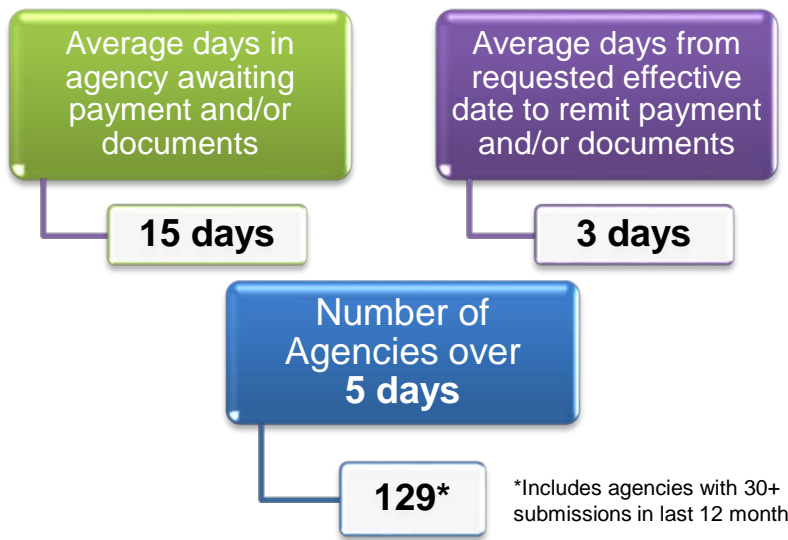 Average days in
agency awaiting
payment and/or
documents
15 days
Average days from
requested effective
date to remit payment
and/or documents
3 days
Number of
Agencies over
5 days
129*
*Includes agencies with 30+
submissions in last 12 month